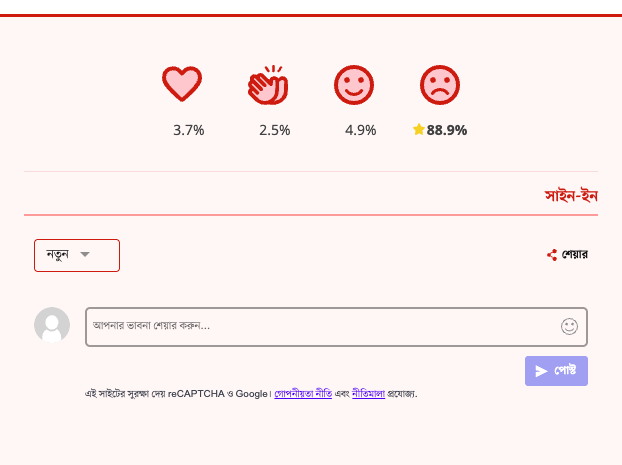 3.7% 2.5% 4.9% 88.9%
সাইন-ইন
নতুন শেয়ার
আপনার ভাবনা শেয়ার করুন...
পোস্ট
এই সাইটের সুরক্ষা দেয় reCAPTCHA ও Google। গোপনীয়তা নীতি এবং নীতিমালা প্রযোজ্য.